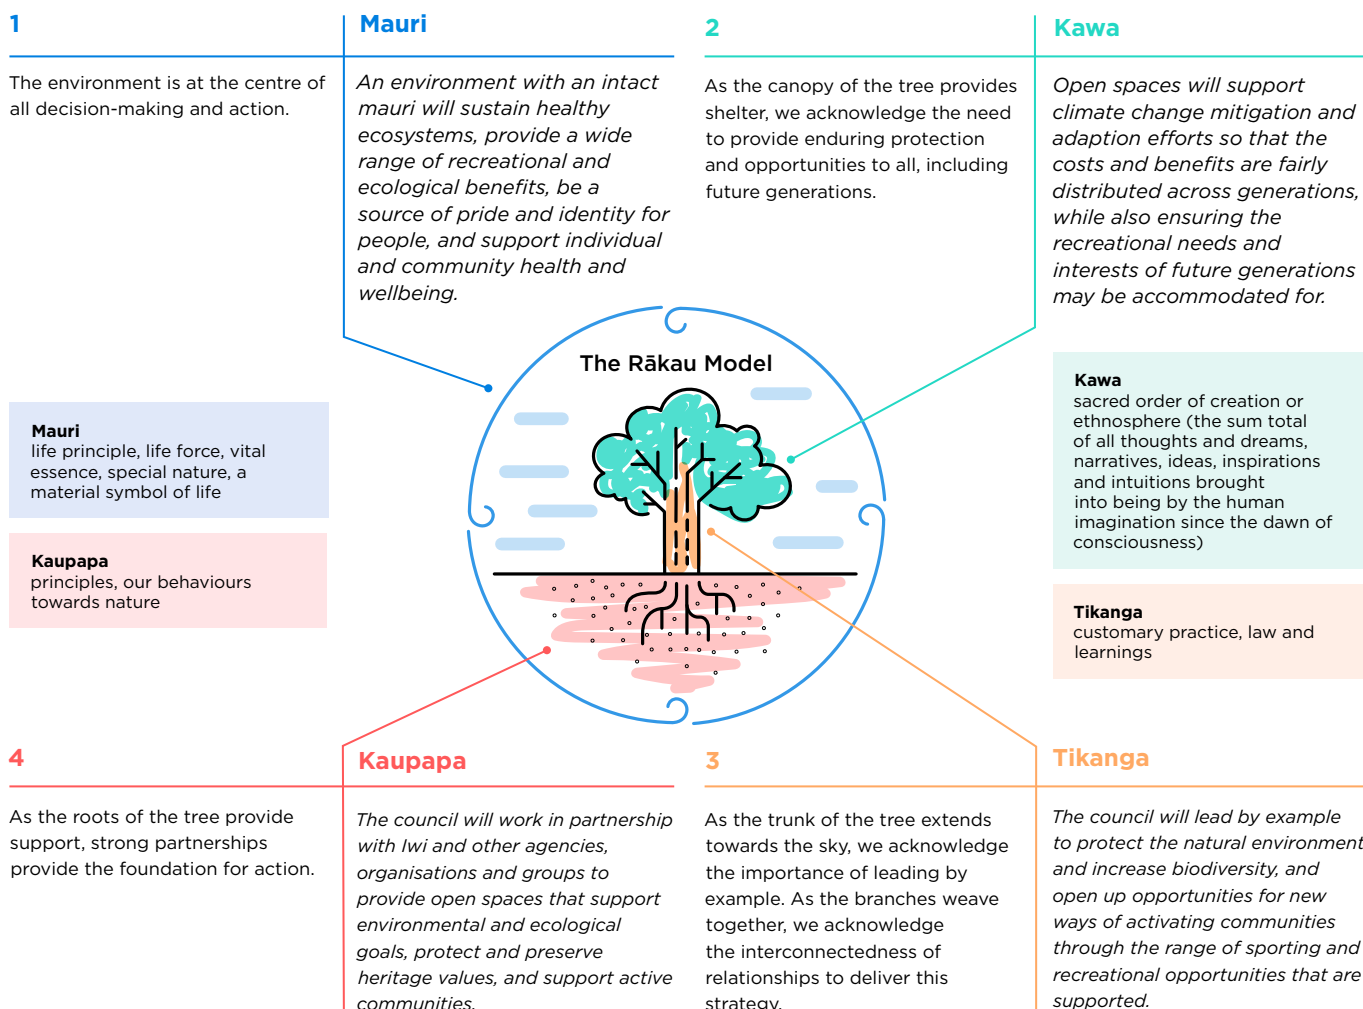 1
Mauri
The environment is at the centre of
all decision-making and action.
An environment with an intact
mauri will sustain healthy
ecosystems, provide a wide
range of recreational and
ecological benefits, be a
source of pride and identity for
people, and support individual
and community health and
wellbeing.
2
Kawa
As the canopy of the tree provides
shelter, we acknowledge the need
to provide enduring protection
and opportunities to all, including
future generations.
Open spaces will support
climate change mitigation and
adaption efforts so that the
costs and benefits are fairly
distributed across generations,
while also ensuring the
recreational needs and
interests of future generations
may be accommodated for.
The Rākau Model
Mauri
life principle, life force, vital
essence, special nature, a
material symbol of life
Kaupapa
principles, our behaviours
towards nature
Kawa
sacred order of creation or
ethnosphere (the sum total
of all thoughts and dreams,
narratives, ideas, inspirations
and intuitions brought
into being by the human
imagination since the dawn of
consciousness)
Tikanga
customary practice, law and
learnings
4
Kaupapa
As the roots of the tree provide
support, strong partnerships
provide the foundation for action.
The council will work in partnership
with Iwi and other agencies,
organisations and groups to
provide open spaces that support
environmental and ecological
goals, protect and preserve
heritage values, and support active
communities.
3
Tikanga
As the trunk of the tree extends
towards the sky, we acknowledge
the importance of leading by
example. As the branches weave
together, we acknowledge
the interconnectedness of
relationships to deliver this
strategy.
The council will lead by example
to protect the natural environment
and increase biodiversity, and
open up opportunities for new
ways of activating communities
through the range of sporting and
recreational opportunities that are
supported.